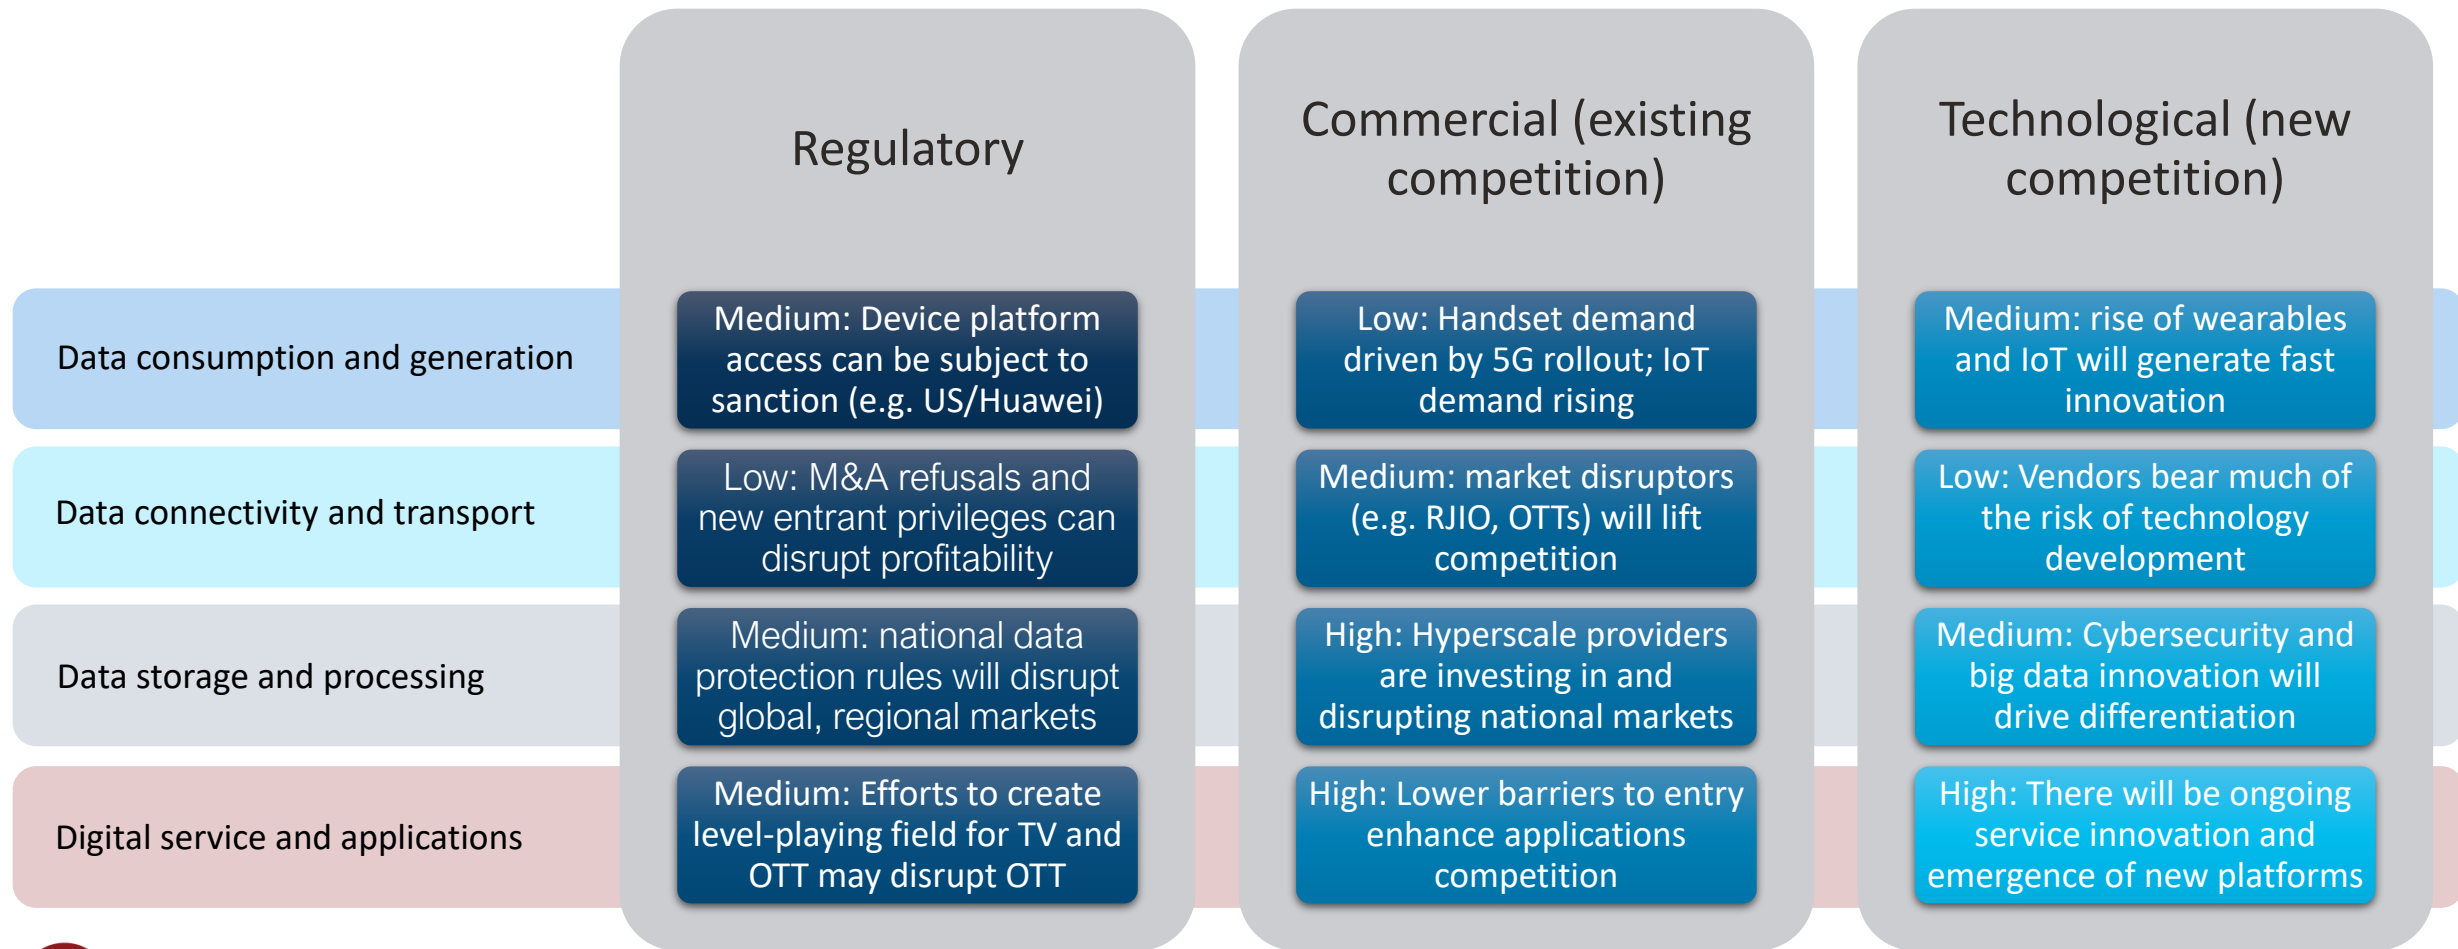 Regulatory
Commercial (existing
competition)
Technological (new
competition)
Data consumption and generation
Medium: Device platform
access can be subject to
sanction (e.g. US/Huawei)
Low: Handset demand
driven by 5G rollout; IoT
demand rising
Medium: rise of wearables
and IoT will generate fast
innovation
Data connectivity and transport
Low: M&A refusals and
new entrant privileges can
disrupt profitability
Medium: market disruptors
(e.g. RJIO, OTTs) will lift
competition
Low: Vendors bear much of
the risk of technology
development
Data storage and processing
Medium: national data
protection rules will disrupt
global, regional markets
High: Hyperscale providers
are investing in and
disrupting national markets
Medium: Cybersecurity and
big data innovation will
drive differentiation
Digital service and applications
Medium: Efforts to create
level-playing field for TV and
OTT may disrupt OTT
High: Lower barriers to entry
enhance applications
competition
High: There will be ongoing
service innovation and
emergence of new platforms